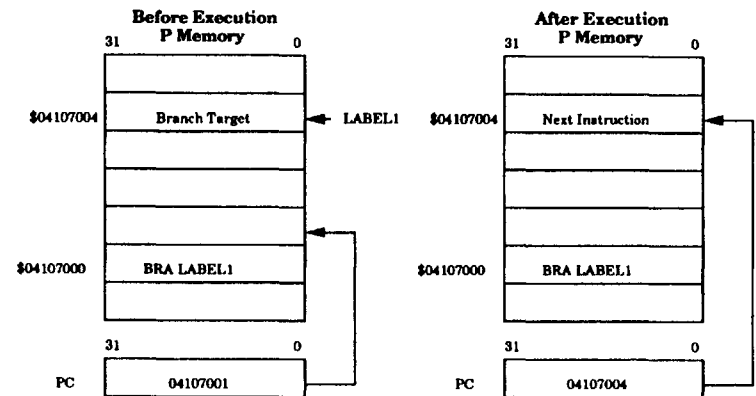 Before Execution
P Memory
31 0
$04107004 Branch Target LABEL1
$04107000 BRA LABEL1
31 0
PC 04107001
After Execution
P Memory
31 0
$04107004 Next Instruction
$04107000 BRA LABEL1
31 0
PC 04107004